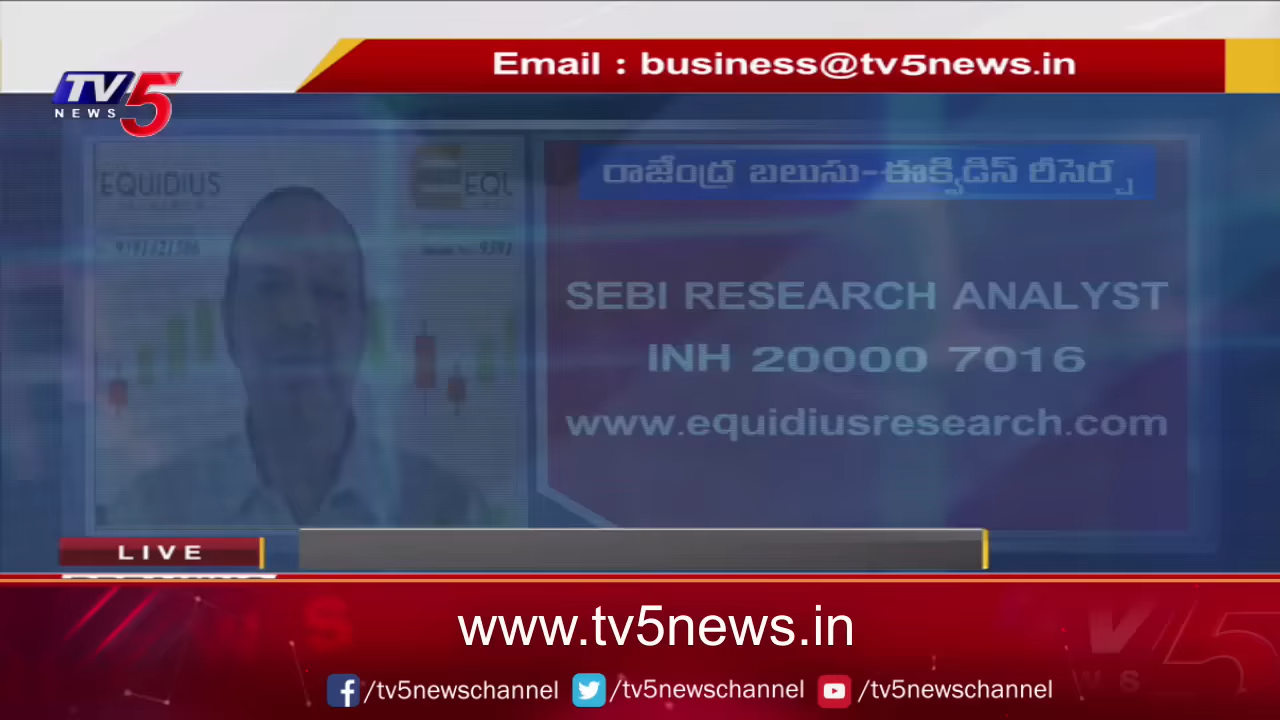 Email : business@tv5news.in
TV5
NEWS
EQUIDIUS
రాజేంద్ర బలుసు-ఈక్విడిస్ రీసెర్చ్
SEBI RESEARCH ANALYST
INH 20000 7016
www.equidiusresearch.com
LIVE
www.tv5news.in
/tv5newschannel /tv5newschannel /tv5newschannel